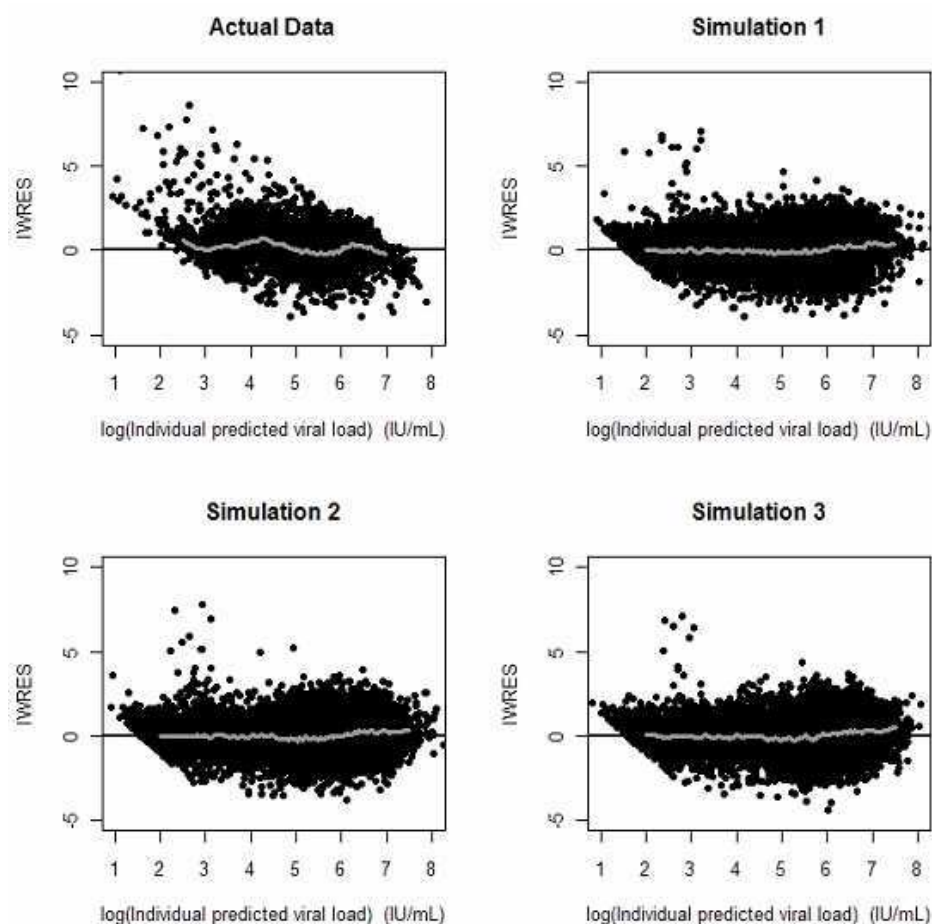 Actual Data
10
5
0
-5
IWRES
1 2 3 4 5 6 7 8
log(Individual predicted viral load) (IU/mL)
Simulation 1
10
5
0
-5
IWRES
1 2 3 4 5 6 7 8
log(Individual predicted viral load) (IU/mL)
Simulation 2
10
5
0
-5
IWRES
1 2 3 4 5 6 7 8
log(Individual predicted viral load) (IU/mL)
Simulation 3
10
5
0
-5
IWRES
1 2 3 4 5 6 7 8
log(Individual predicted viral load) (IU/mL)